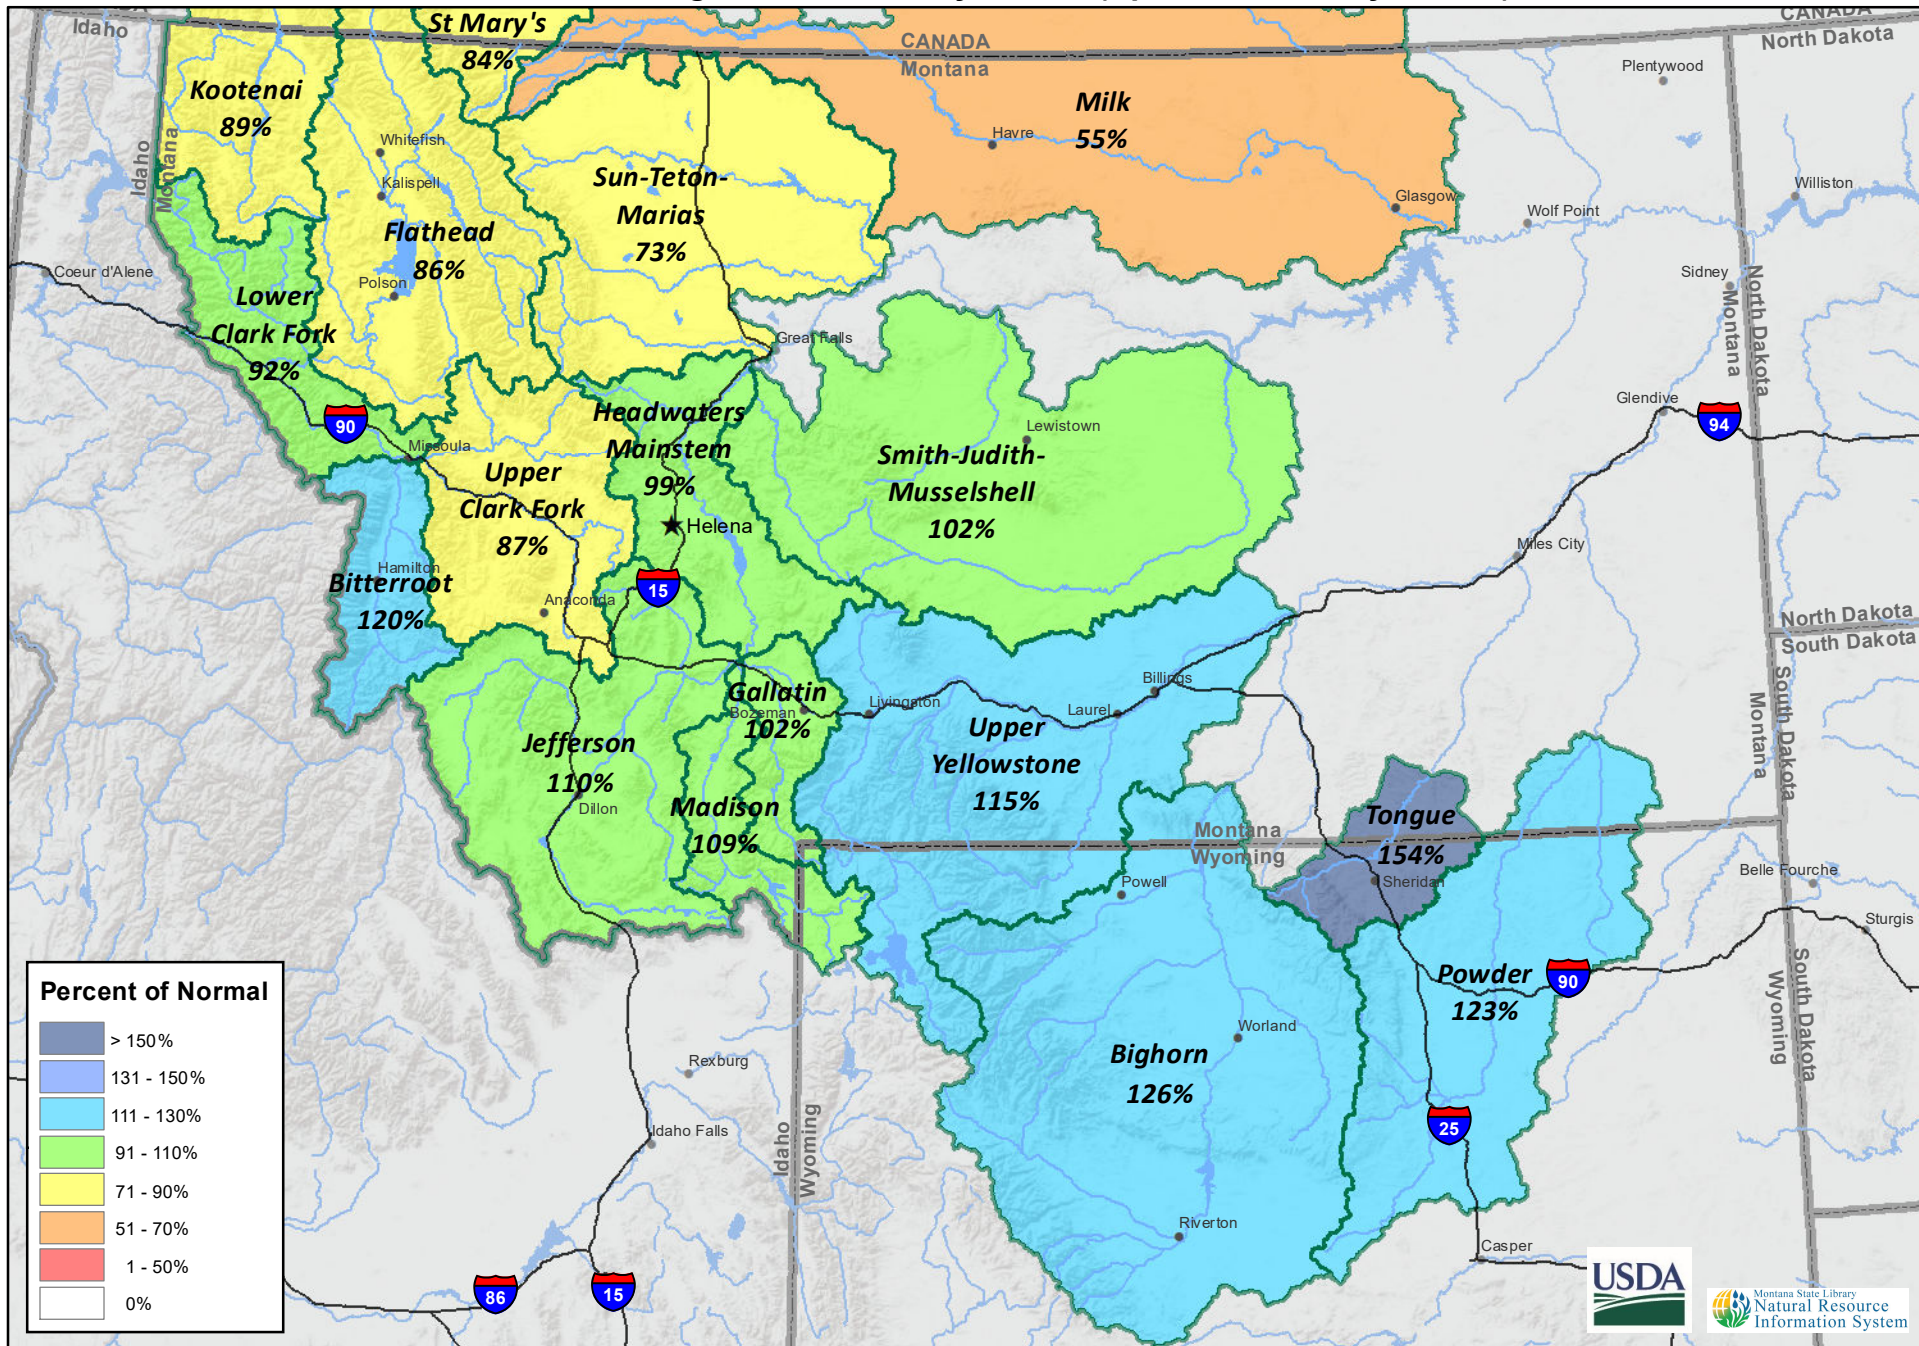 CANADA
North Dakota
Idaho
St Mary's
84%
CANADA
Montana
Plentywood
Kootenai
89%
Milk
55%
Havre
Whitefish
Idaho
Montana
Kalispell
Sun-Teton-
Marias
73%
Williston
Glasgow
Wolf Point
Flathead
86%
Coeur d'Alene
Polson
Sidney
North Dakota
Montana
Lower
Clark Fork
92%
Great Falls
Glendive
94
90
Headwaters
Mainstem
99%
Lewistown
Missoula
Smith-Judith-
Musselshell
102%
Upper
Clark Fork
87%
Helena
Miles City
Hamilton
Bitterroot
120%
15
Anaconda
North Dakota
South Dakota
Gallatin
102%
Bozeman
Livingston
Billings
Laurel
South Dakota
Montana
Jefferson
110%
Dillon
Upper
Yellowstone
115%
Madison
109%
Tongue
154%
Montana
Wyoming
Sheridan
Powell
Belle Fourche
Sturgis
Powder
123%
90
South Dakota
Wyoming
Percent of Normal
> 150%
131 - 150%
111 - 130%
91 - 110%
71 - 90%
51 - 70%
1 - 50%
0%
Worland
Bighorn
126%
Rexburg
Idaho Falls
Idaho
Wyoming
25
Riverton
Casper
86
15
USDA
Montana State Library
Natural Resource
Information System